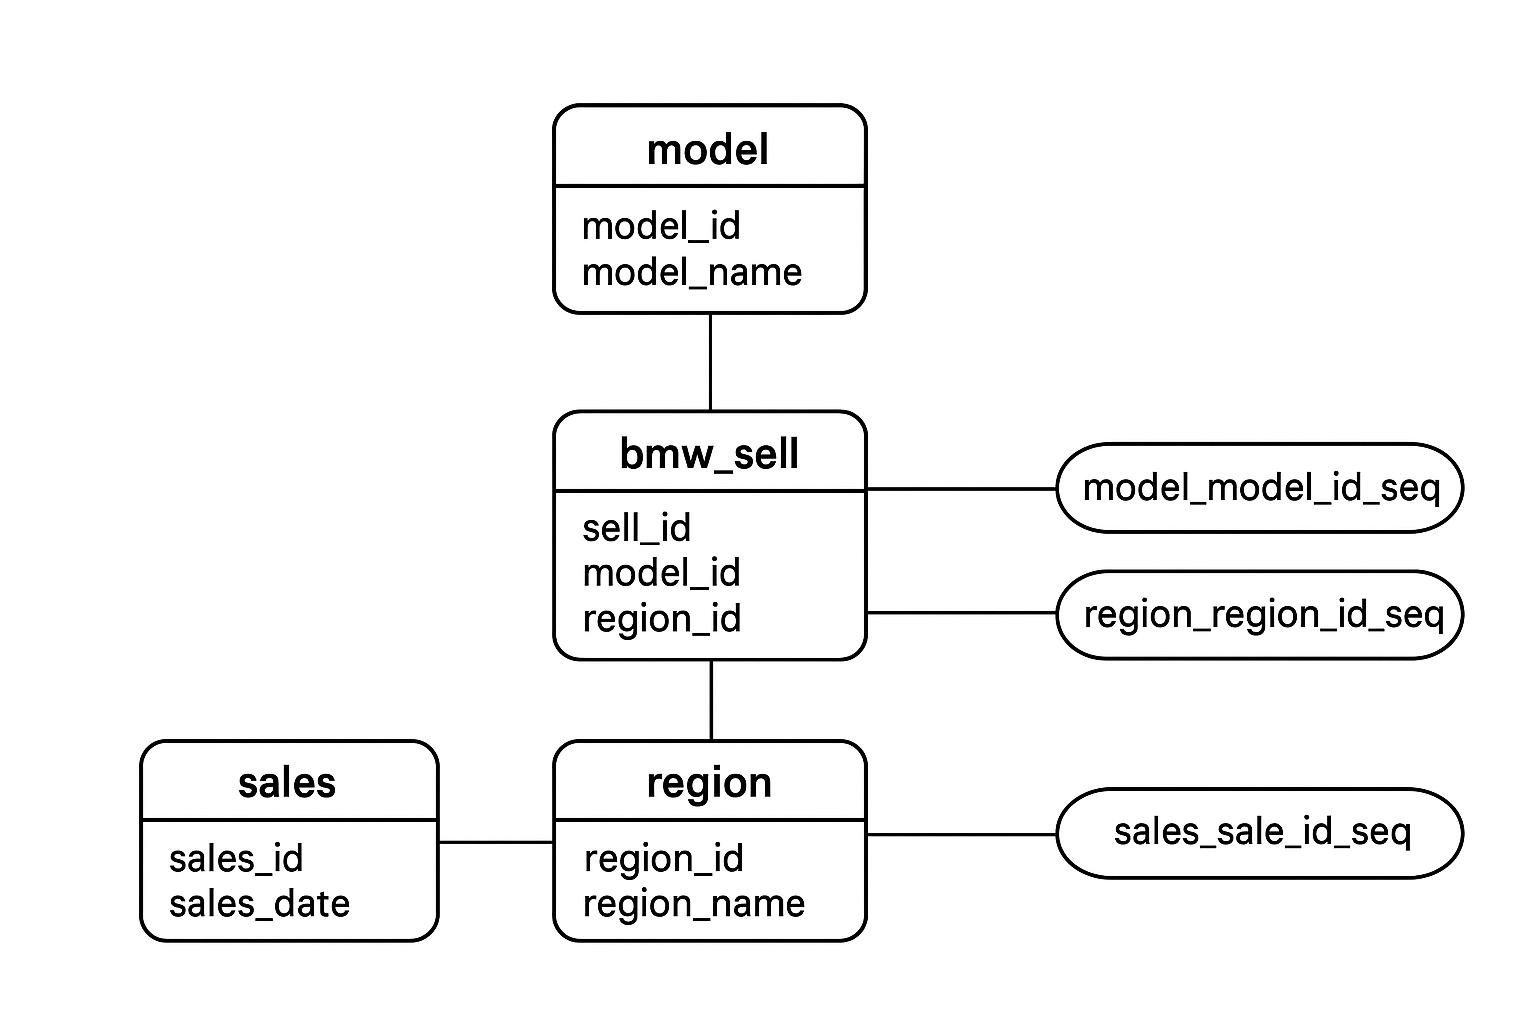 model
model_id
model_name
bmw_sell
sell_id
model_id
region_id
model_model_id_seq
region_region_id_seq
sales
sales_id
sales_date
region
region_id
region_name
sales_sale_id_seq